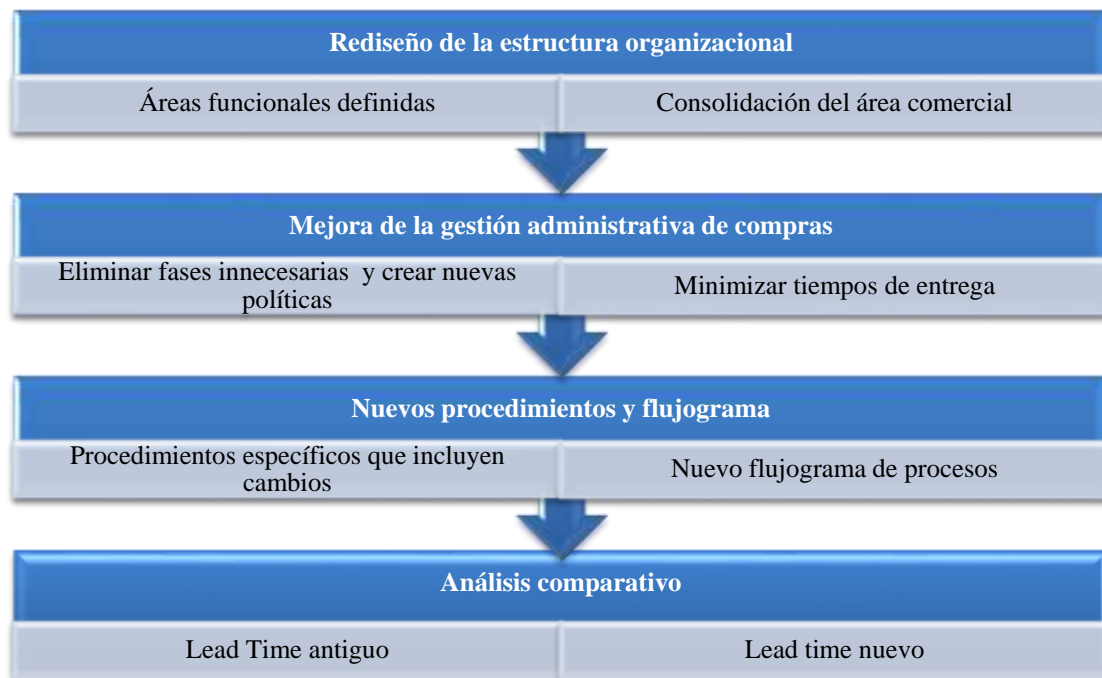 Rediseño de la estructura organizacional
Áreas funcionales definidas
Consolidación del área comercial
Mejora de la gestión administrativa de compras
Eliminar fases innecesarias y crear nuevas
políticas
Minimizar tiempos de entrega
Nuevos procedimientos y flujograma
Procedimientos específicos que incluyen
cambios
Nuevo flujograma de procesos
Análisis comparativo
Lead Time antiguo
Lead time nuevo